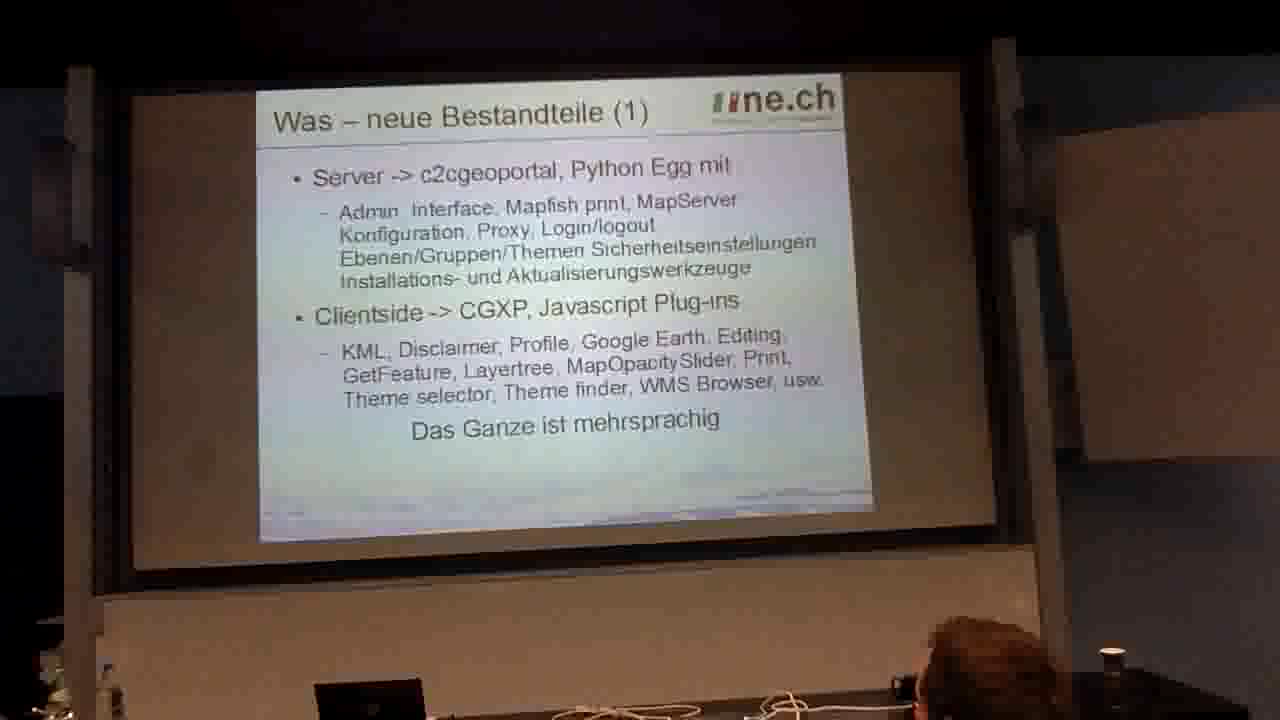 Was – neue Bestandteile (1)
ne.ch
• Server -> c2cgeoportal, Python Egg mit
– Admin. Interface, Mapfish print, MapServer
Konfiguration, Proxy, Login/logout
Ebenen/Gruppen/Themen Sicherheitseinstellungen
Installations- und Aktualisierungswerkzeuge
• Clientside -> CGXP, Javascript Plug-ins
– KML, Disclaimer, Profile, Google Earth, Editing,
GetFeature, Layertree, MapOpacitySlider, Print,
Theme selector, Theme finder, WMS Browser, usw.
Das Ganze ist mehrsprachig